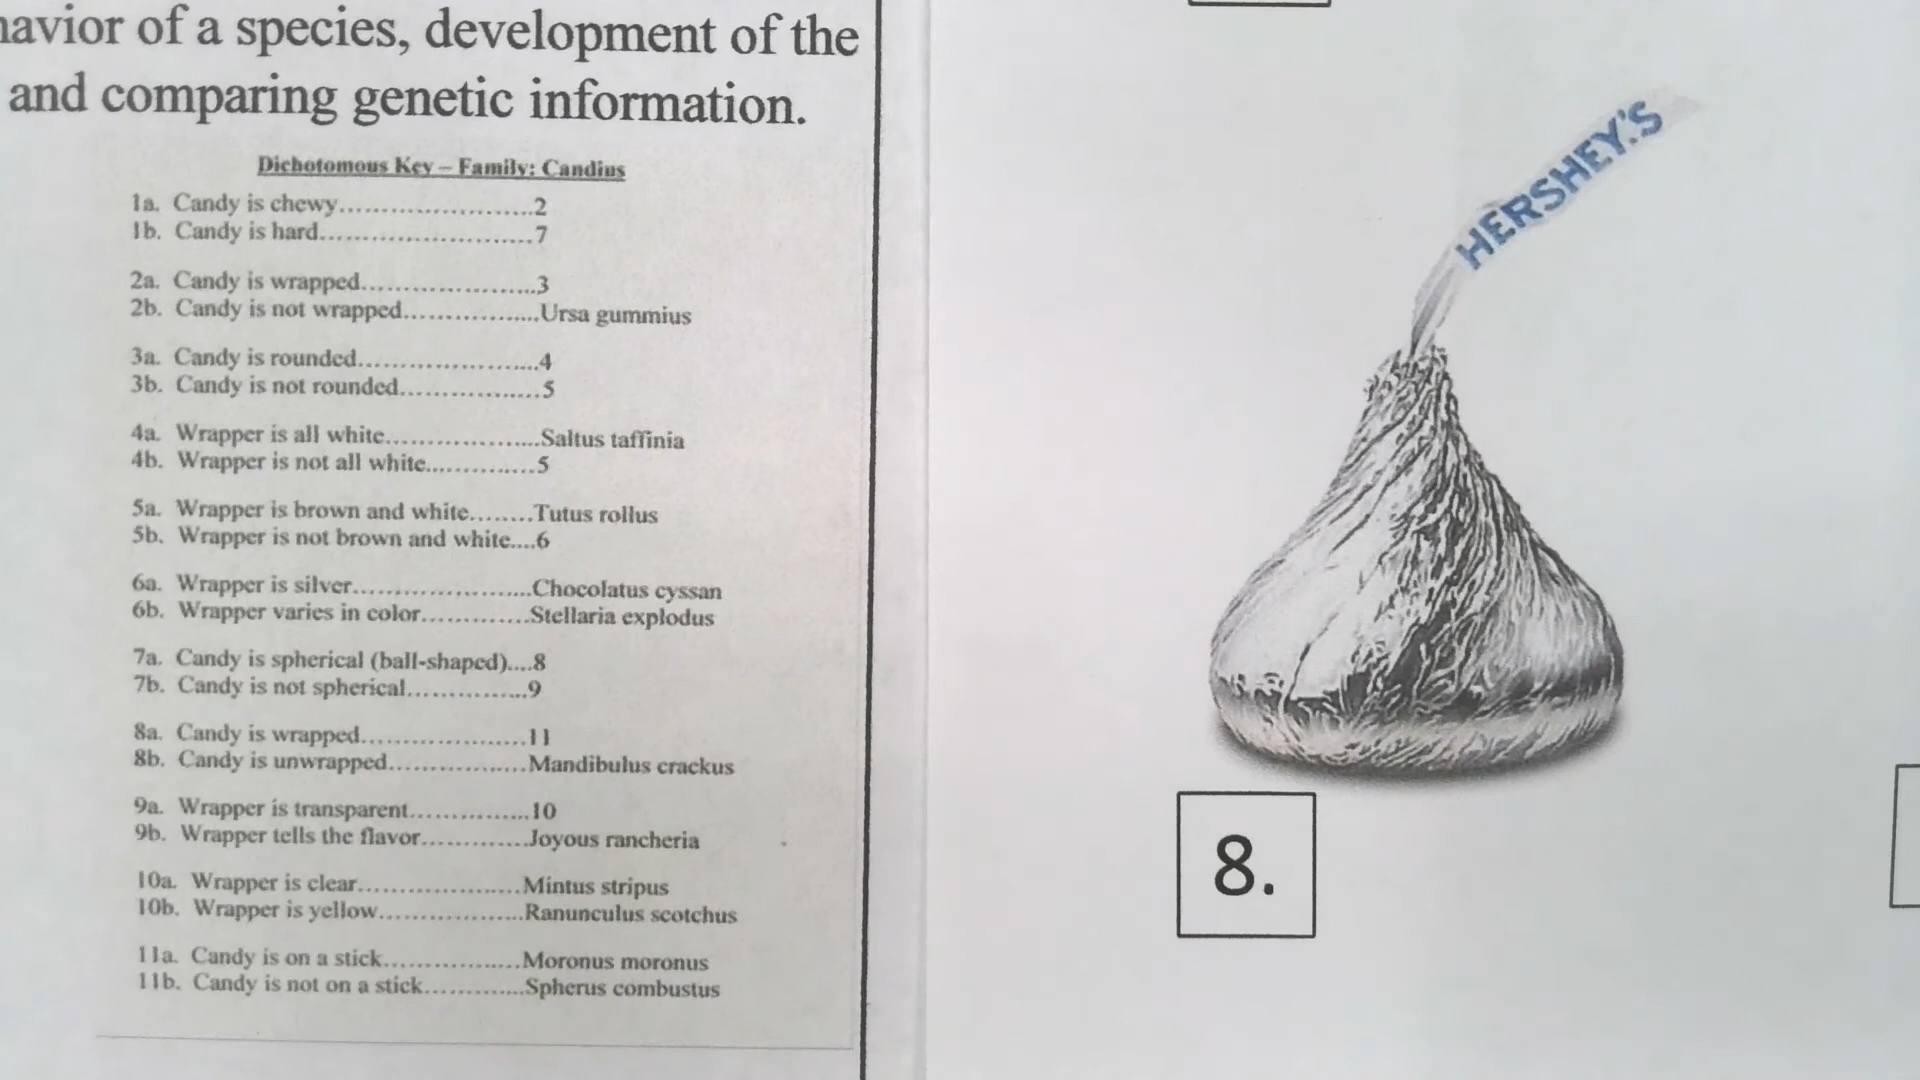 of a species, development of the
and comparing genetic information.
Dichotomous Key – Family: Candius
1a. Candy is chewy..........................2
1b. Candy is hard............................7
2a. Candy is wrapped......................3
2b. Candy is not wrapped.................Ursa gummius
3a. Candy is rounded.......................4
3b. Candy is not rounded..................5
4a. Wrapper is all white...................Saltus taffinia
4b. Wrapper is not all white..............5
5a. Wrapper is brown and white........Tutus rollus
5b. Wrapper is not brown and white....6
6a. Wrapper is silver.......................Chocolatus cyssan
6b. Wrapper varies in color..............Stellaria explodus
7a. Candy is spherical (ball-shaped)....8
7b. Candy is not spherical...............9
8a. Candy is wrapped.....................11
8b. Candy is unwrapped..................Mandibulus crackus
9a. Wrapper is transparent...............10
9b. Wrapper tells the flavor.............Joyous rancheria
10a. Wrapper is clear.....................Mintus stripus
10b. Wrapper is yellow...................Ranunculus scotchus
11a. Candy is on a stick..................Moronus moronus
11b. Candy is not on a stick.............Spherus combustus
HERSHEY'S
8.